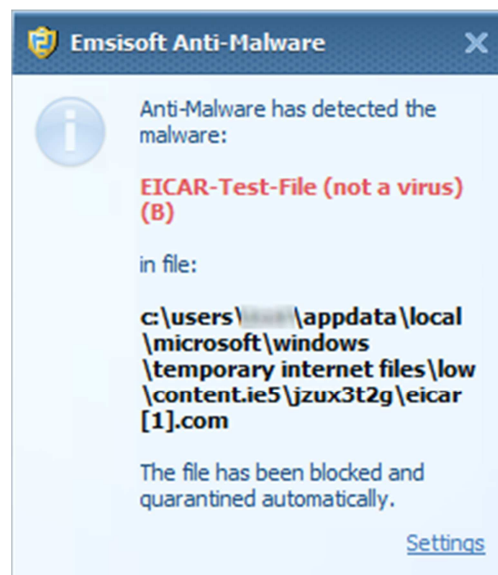 Emsisoft Anti-Malware
Anti-Malware has detected the
malware:
EICAR-Test-File (not a virus)
(B)
in file:
c:\users\ \appdata\local
\microsoft\windows
\temporary internet files\low
\content.ie5\jzux3t2g\eicar
[1].com
The file has been blocked and
quarantined automatically.
Settings